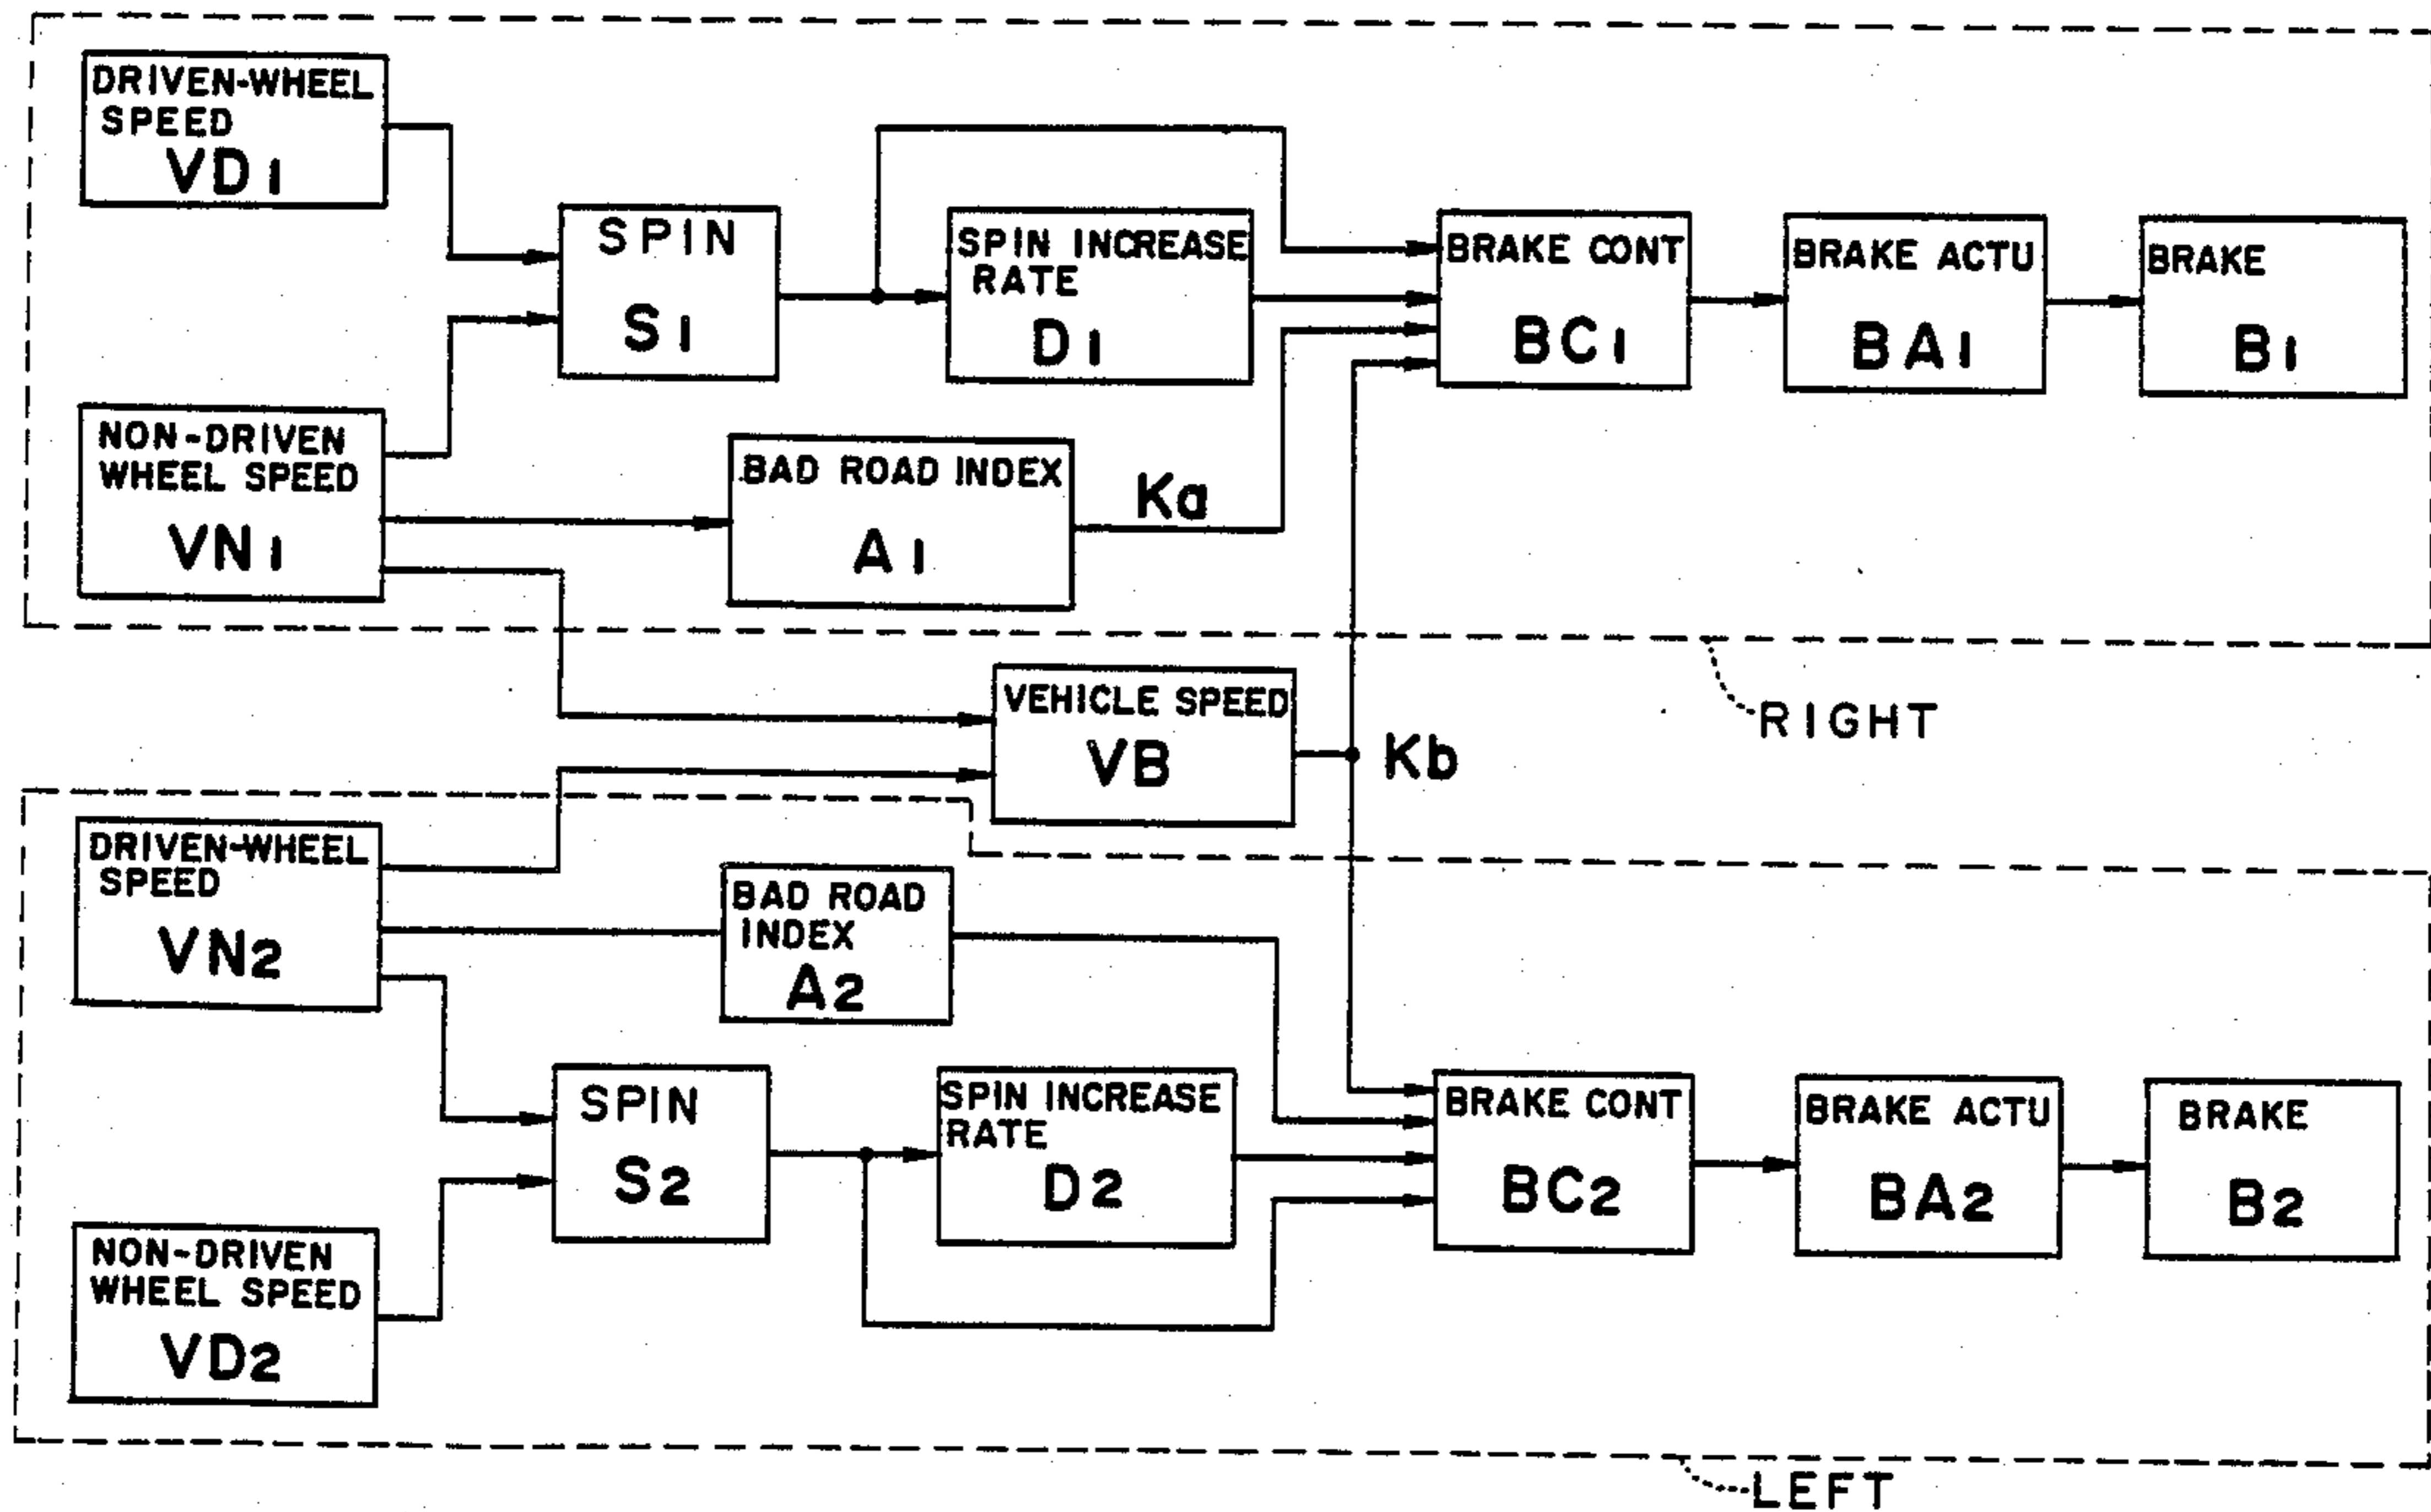 DRIVEN-WHEEL
SPEED
VD1
SPIN
S1
SPIN INCREASE
RATE
D1
BRAKE CONT
BC1
BRAKE ACTU
BA1
BRAKE
B1
NON-DRIVEN
WHEEL SPEED
VN1
BAD ROAD INDEX
A1
Ka
VEHICLE SPEED
VB
Kb
RIGHT
DRIVEN-WHEEL
SPEED
VN2
BAD ROAD
INDEX
A2
SPIN
S2
SPIN INCREASE
RATE
D2
BRAKE CONT
BC2
BRAKE ACTU
BA2
BRAKE
B2
NON-DRIVEN
WHEEL SPEED
VD2
LEFT